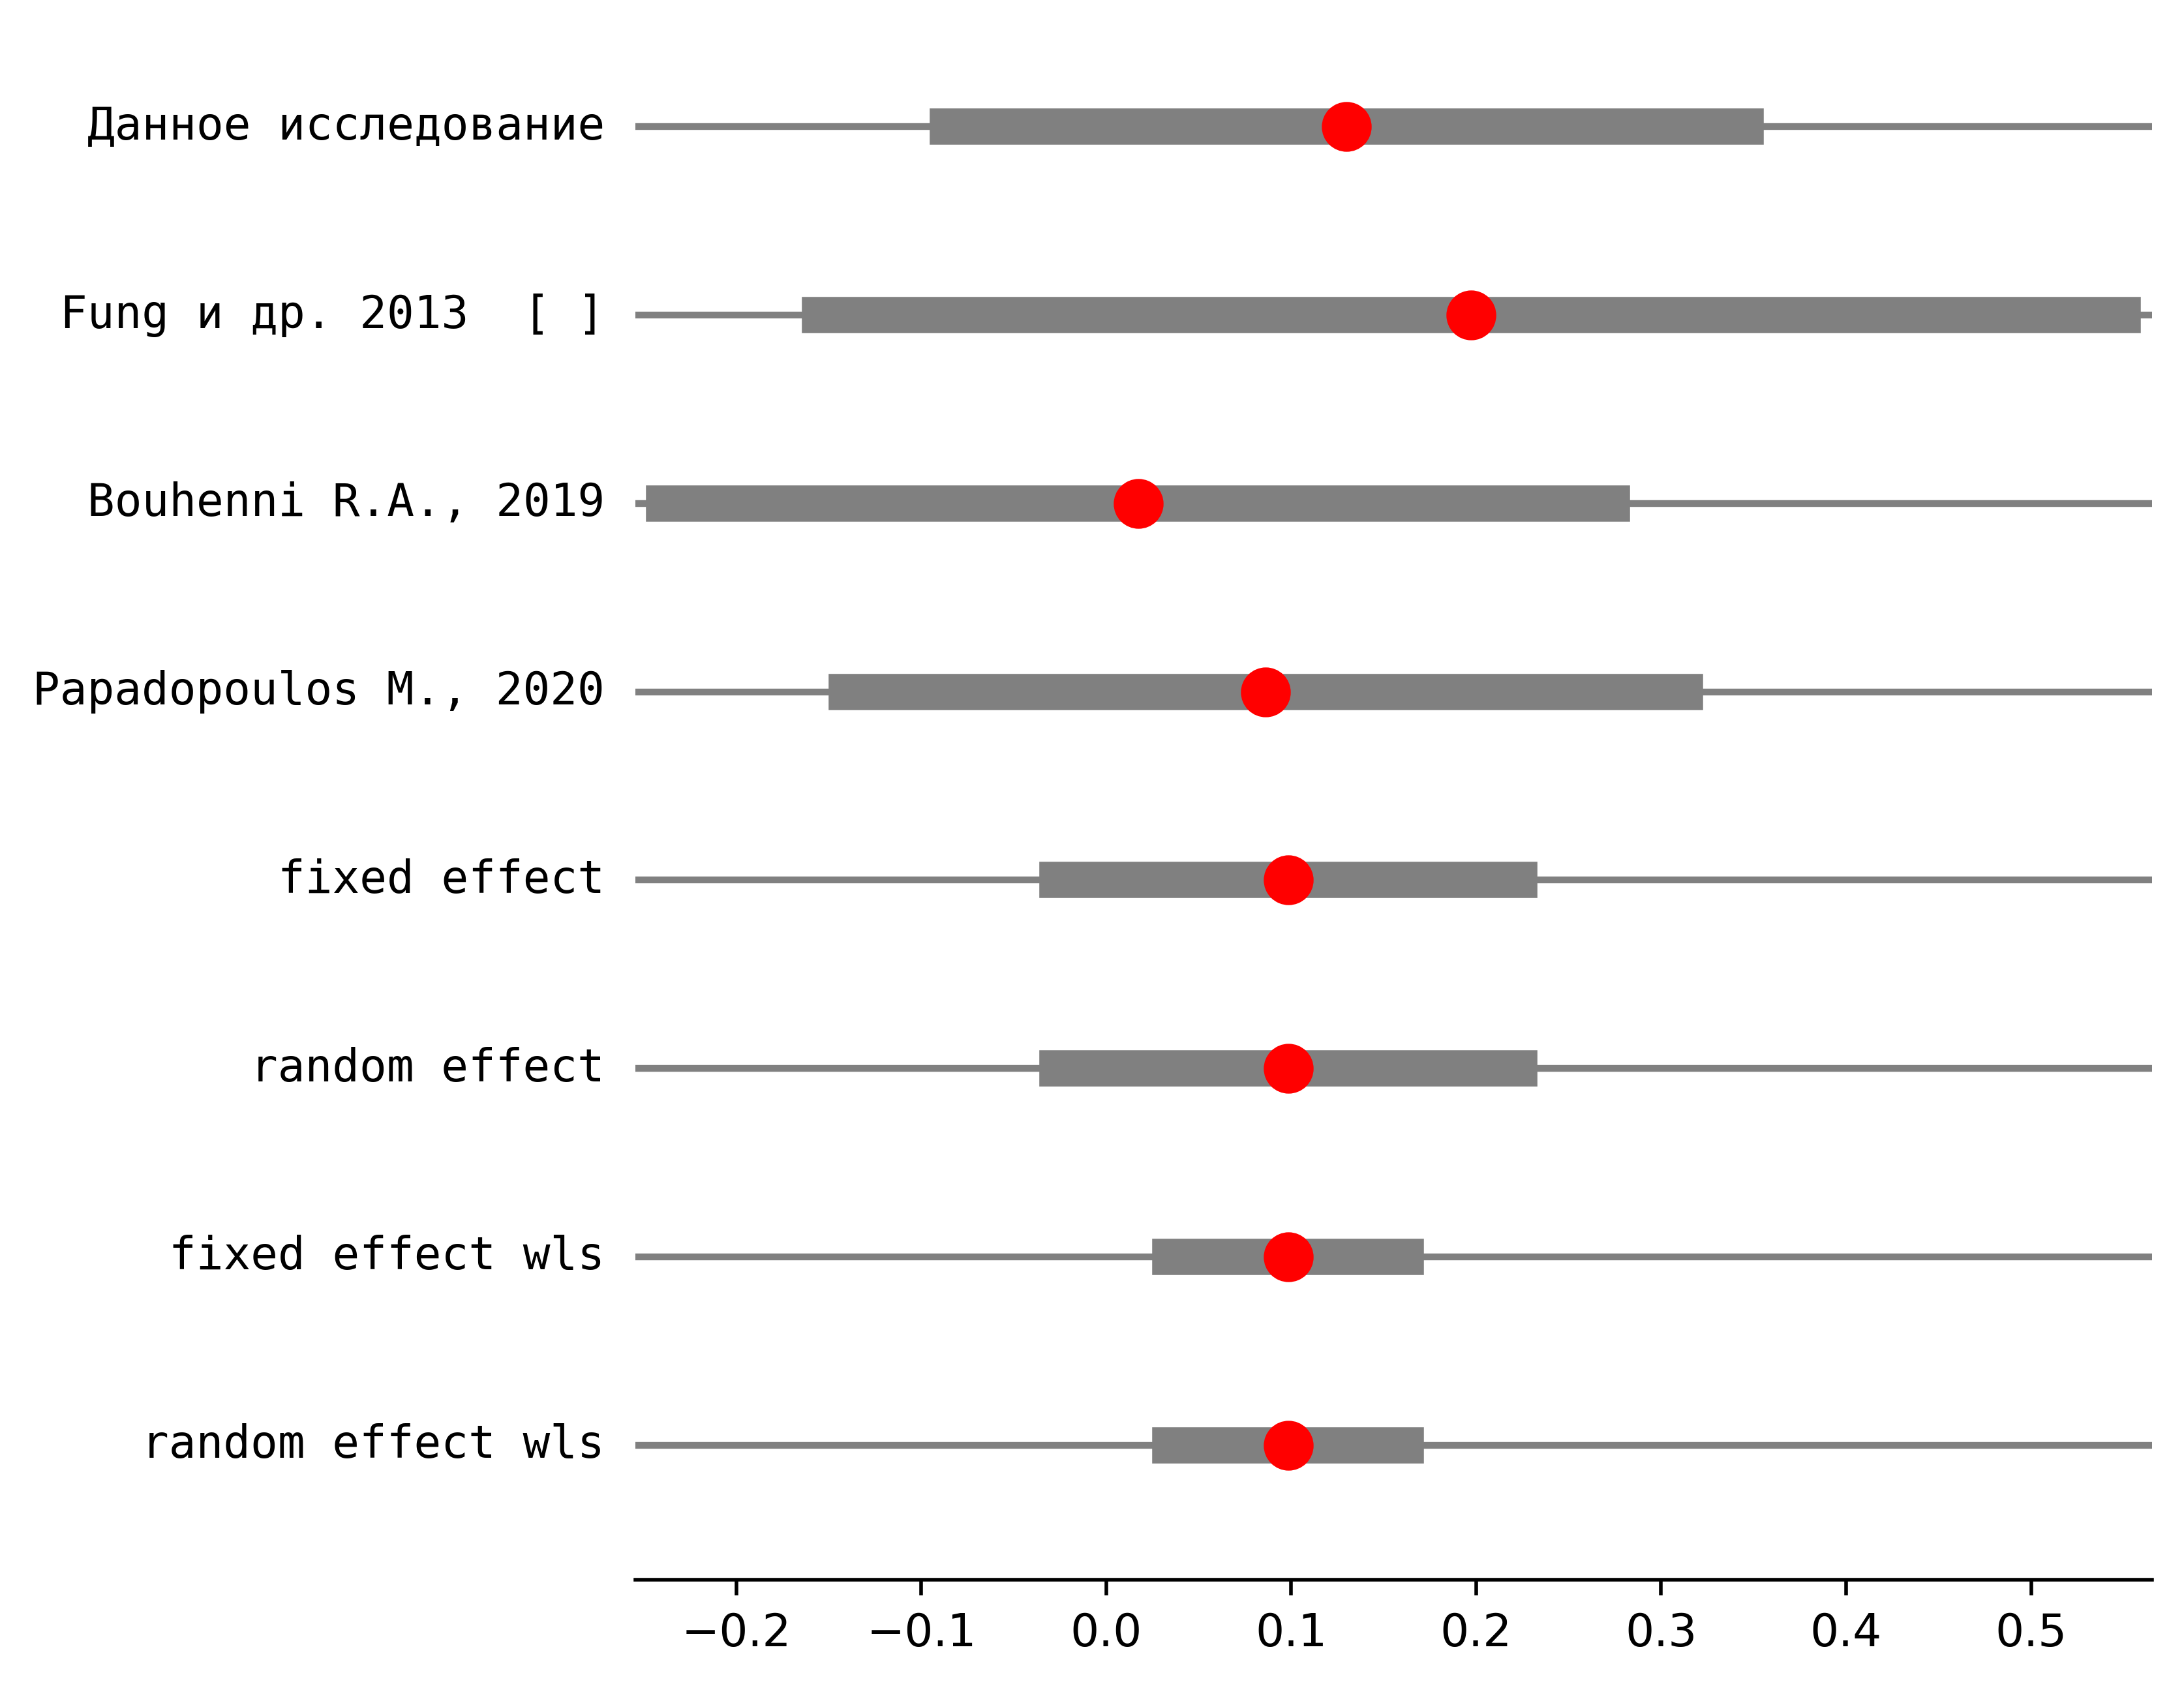 Данное исследование
Fung и др. 2013  [ ]
Bouhenni R.A., 2019
Papadopoulos M., 2020
fixed effect
random effect
fixed effect wls
random effect wls
−0.2 −0.1 0.0 0.1 0.2 0.3 0.4 0.5